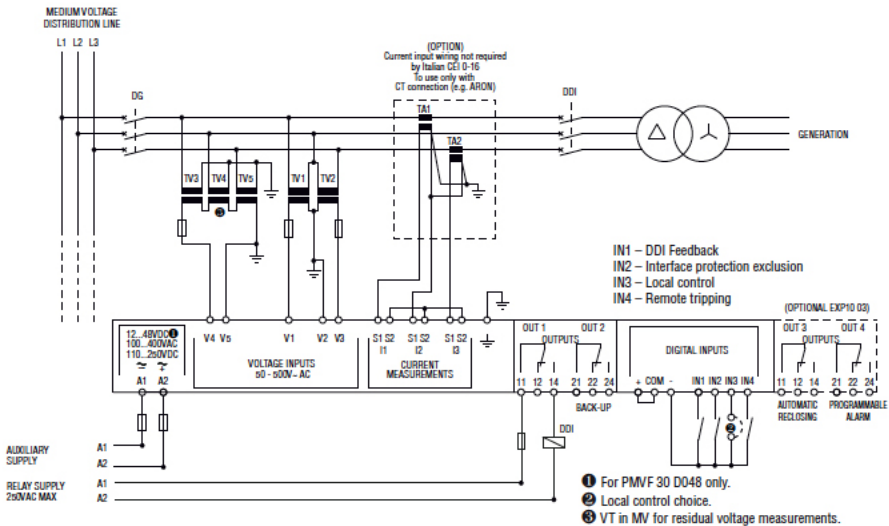 MEDIUM VOLTAGE
DISTRIBUTION LINE
L1 L2 L3
DG
(OPTION)
Current input wiring not required
by Italian CEI 0-16
To use only with
CT connection (e.g. ARON)
TA1
TA2
DDI
GENERATION
TV3 TV4 TV5
❸
TV1 TV2
IN1 – DDI Feedback
IN2 – Interface protection exclusion
IN3 – Local control
IN4 – Remote tripping
(OPTIONAL EXP10 03)
12...48VDC❶
100...400VAC
110...250VDC
A1 A2
V4 V5 V1 V2 V3
VOLTAGE INPUTS
50 - 500V~ AC
S1 S2 S1 S2 S1 S2
I1 I2 I3
CURRENT
MEASUREMENTS
OUT 1 OUT 2
OUTPUTS
11 12 14 21 22 24
BACK-UP
DIGITAL INPUTS
+ COM - IN1 IN2 IN3 IN4
❷
OUT 3 OUT 4
OUTPUTS
11 12 14 21 22 24
AUTOMATIC
RECLOSING
PROGRAMMABLE
ALARM
DDI
AUXILIARY
SUPPLY
A1
A2
RELAY SUPPLY
250VAC MAX
A1
A2
❶ For PMVF 30 D048 only.
❷ Local control choice.
❸ VT in MV for residual voltage measurements.